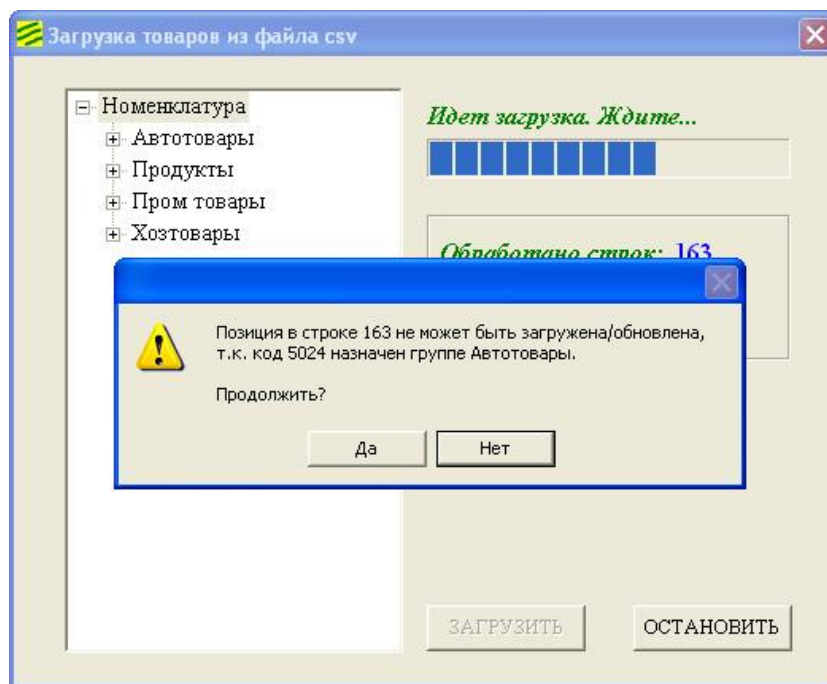 Загрузка товаров из файла csv
Номенклатура
Автотовары
Продукты
Пром товары
Хозтовары
Идет загрузка. Ждите...
Обработано строк: 163
Позиция в строке 163 не может быть загружена/обновлена,
т.к. код 5024 назначен группе Автотовары.
Продолжить?
Да
Нет
ЗАГРУЗИТЬ
ОСТАНОВИТЬ